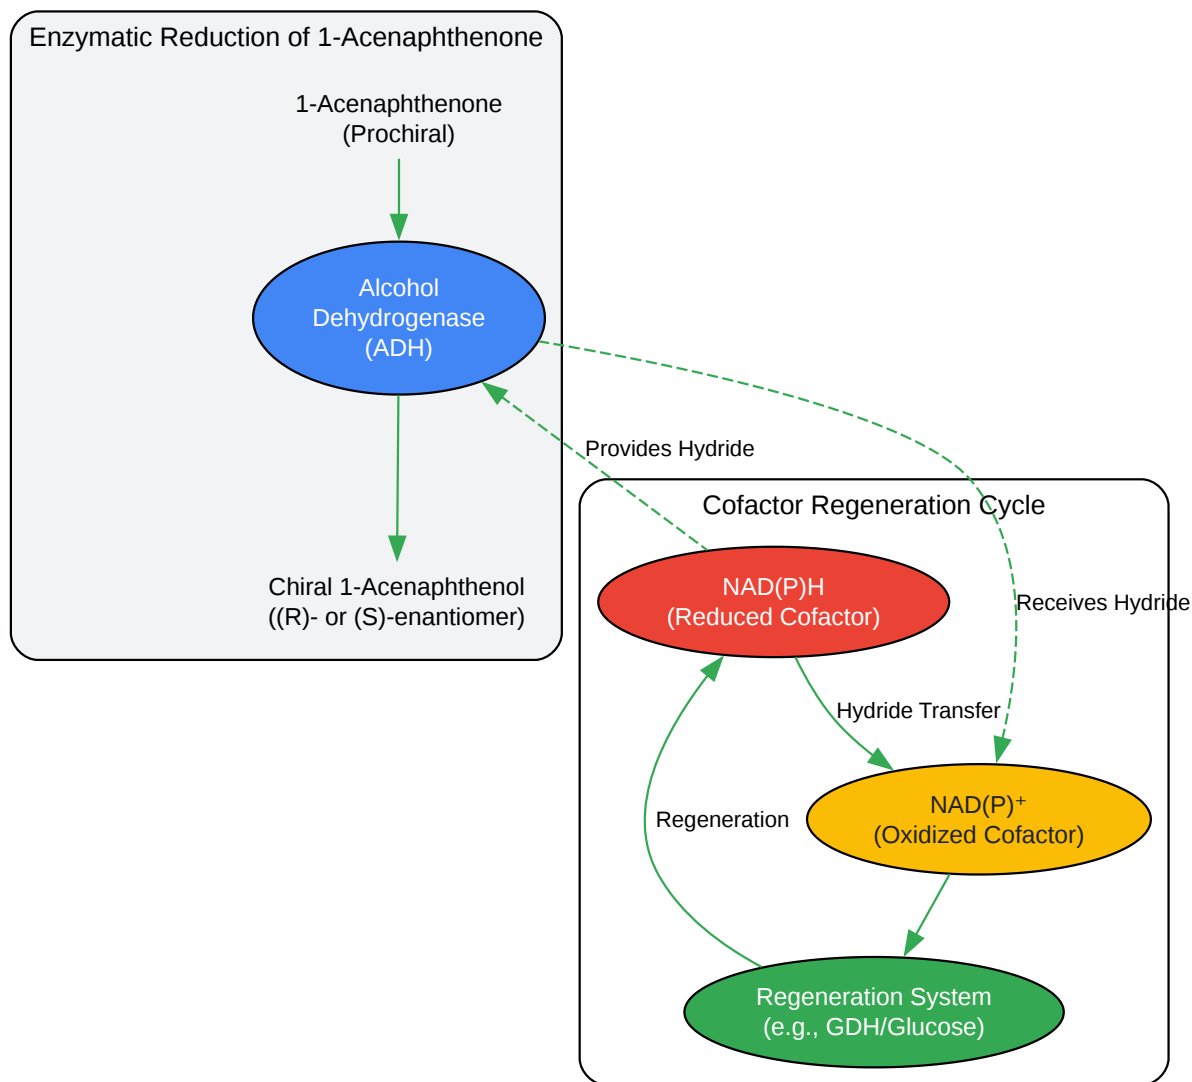 Enzymatic Reduction of 1-Acenaphthenone
1-Acenaphthenone
(Prochiral)
Alcohol
Dehydrogenase
(ADH)
Provides Hydride
Chiral 1-Acenaphthenol
((R)- or (S)-enantiomer)
Cofactor Regeneration Cycle
NAD(P)H
(Reduced Cofactor)
Receives Hydride
Hydride Transfer
Regeneration
NAD(P)⁺
(Oxidized Cofactor)
Regeneration System
(e.g., GDH/Glucose)